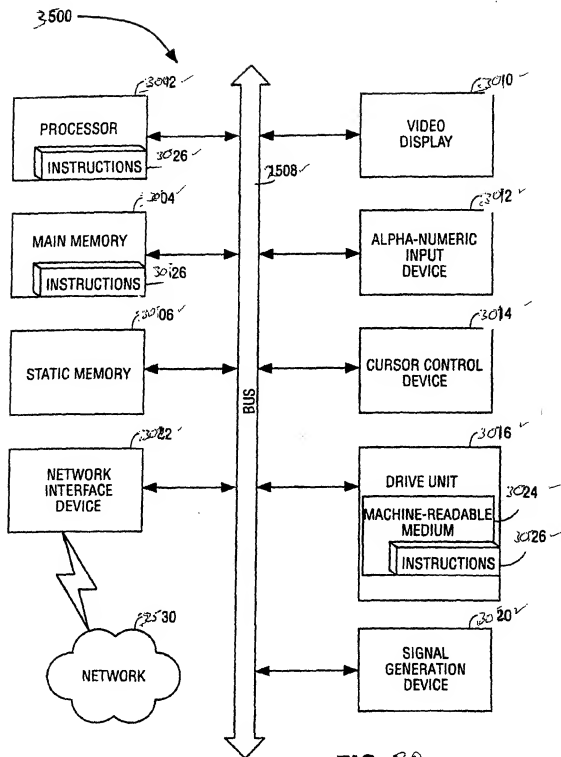 3500
3002
PROCESSOR
INSTRUCTIONS
3026
3004
MAIN MEMORY
INSTRUCTIONS
3026
3006
STATIC MEMORY
3022
NETWORK
INTERFACE
DEVICE
2530
NETWORK
BUS
1508
3010
VIDEO
DISPLAY
3012
ALPHA-NUMERIC
INPUT
DEVICE
3014
CURSOR CONTROL
DEVICE
3016
DRIVE UNIT
3024
MACHINE-READABLE
MEDIUM
3026
INSTRUCTIONS
3020
SIGNAL
GENERATION
DEVICE
FIG.